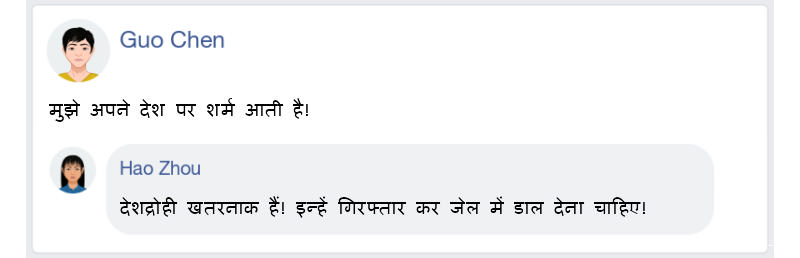 Guo Chen
मुझे अपने देश पर शर्म आती है!
Hao Zhou
देशद्रोही खतरनाक हैं! इन्हें गिरफ्तार कर जेल में डाल देना चाहिए!